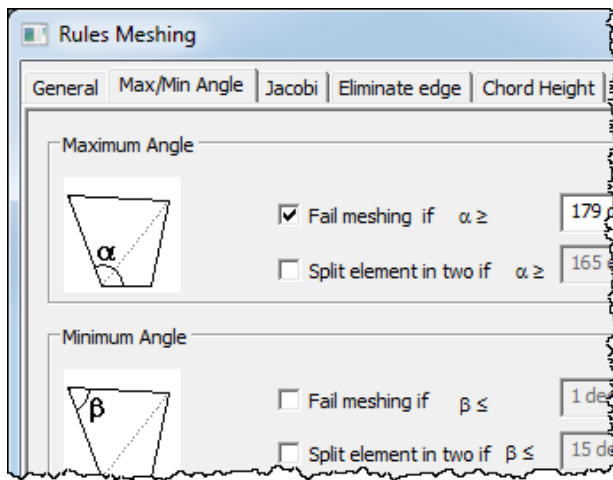 Rules Meshing
General Max/Min Angle Jacobi Eliminate edge Chord Height
Maximum Angle
α
Fail meshing if α ≥ 179
Split element in two if α ≥ 165
Minimum Angle
β
Fail meshing if β ≤ 1 de
Split element in two if β ≤ 15 de